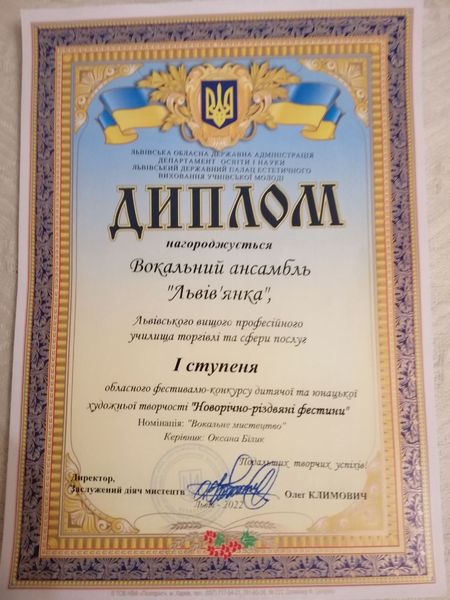 ЛЬВІВСЬКА ОБЛАСНА ДЕРЖАВНА АДМІНІСТРАЦІЯ
ДЕПАРТАМЕНТ ОСВІТИ І НАУКИ
ЛЬВІВСЬКИЙ ДЕРЖАВНИЙ ПАЛАЦ ЕСТЕТИЧНОГО
ВИХОВАННЯ УЧНІВСЬКОЇ МОЛОДІ
ДИПЛОМ
нагороджується
Вокальний ансамбль
"Львів'янка",
Львівського вищого професійного
училища торгівлі та сфери послуг
І ступеня
обласного фестивалю-конкурсу дитячої та юнацької
художньої творчості "Новорічно-різдвяні фестини"
Номінація: "Вокальне мистецтво"
Керівник: Оксана Білик
Подальших творчих успіхів!
Директор,
Заслужений діяч мистецтв Олег КЛИМОВИЧ
Львів - 2022